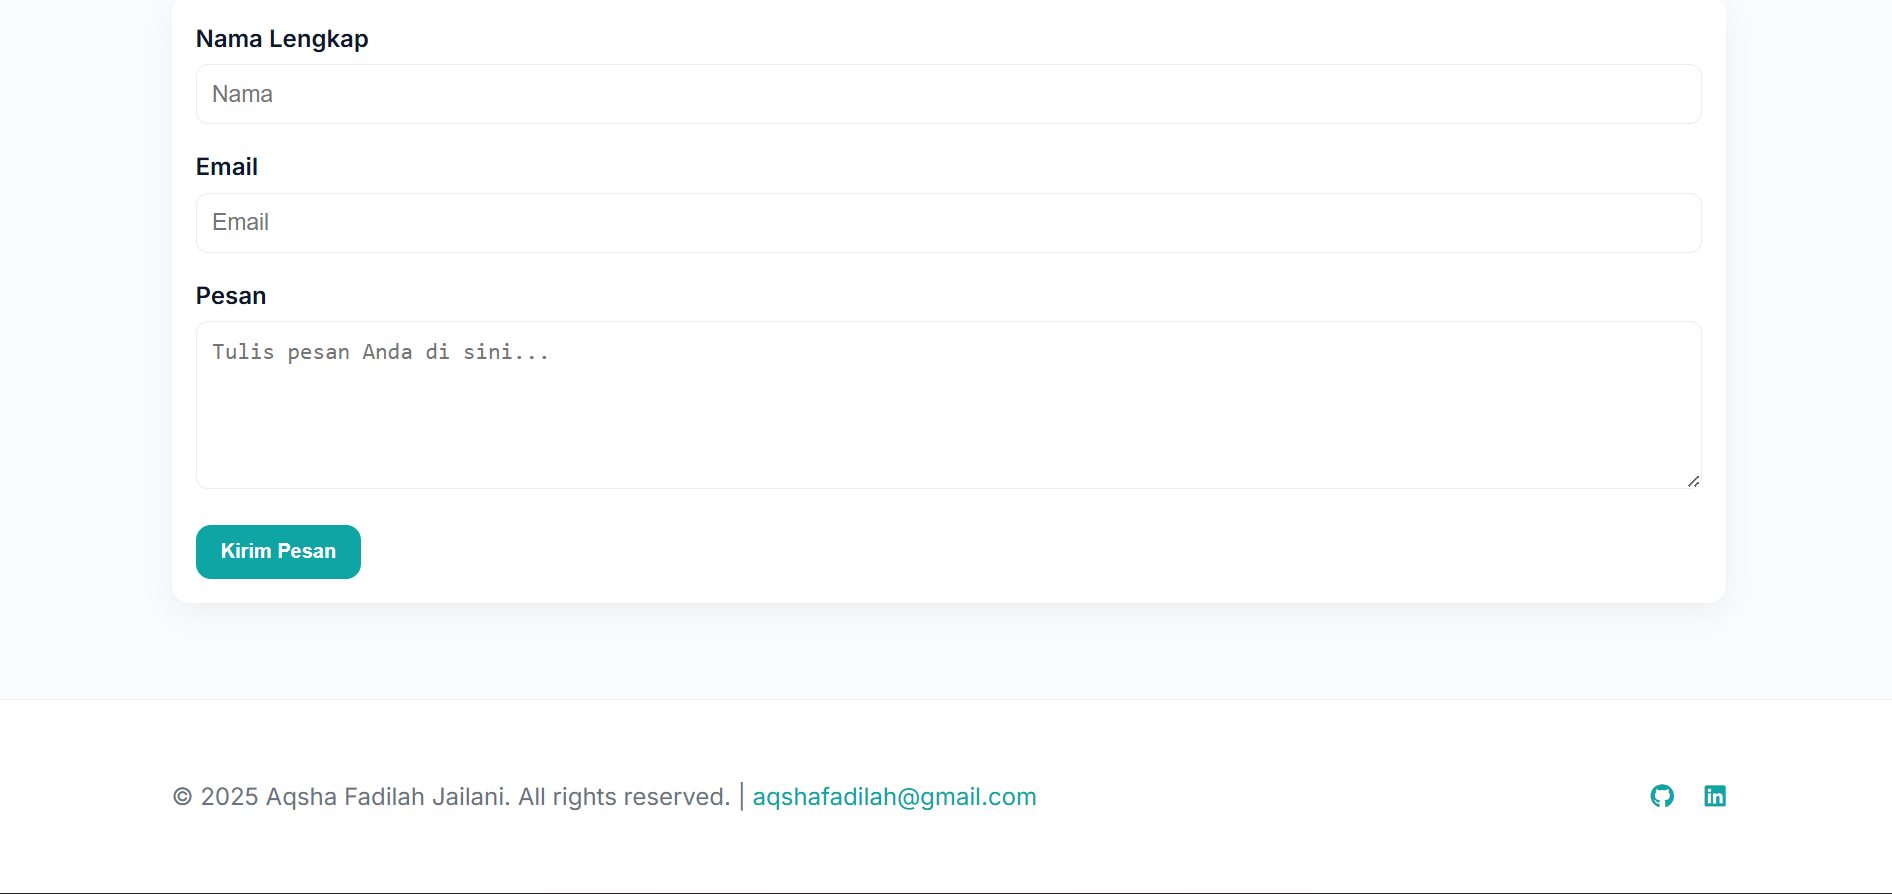 Nama Lengkap
Nama
Email
Email
Pesan
Tulis pesan Anda di sini...
Kirim Pesan
© 2025 Aqsha Fadilah Jailani. All rights reserved. | aqshafadilah@gmail.com